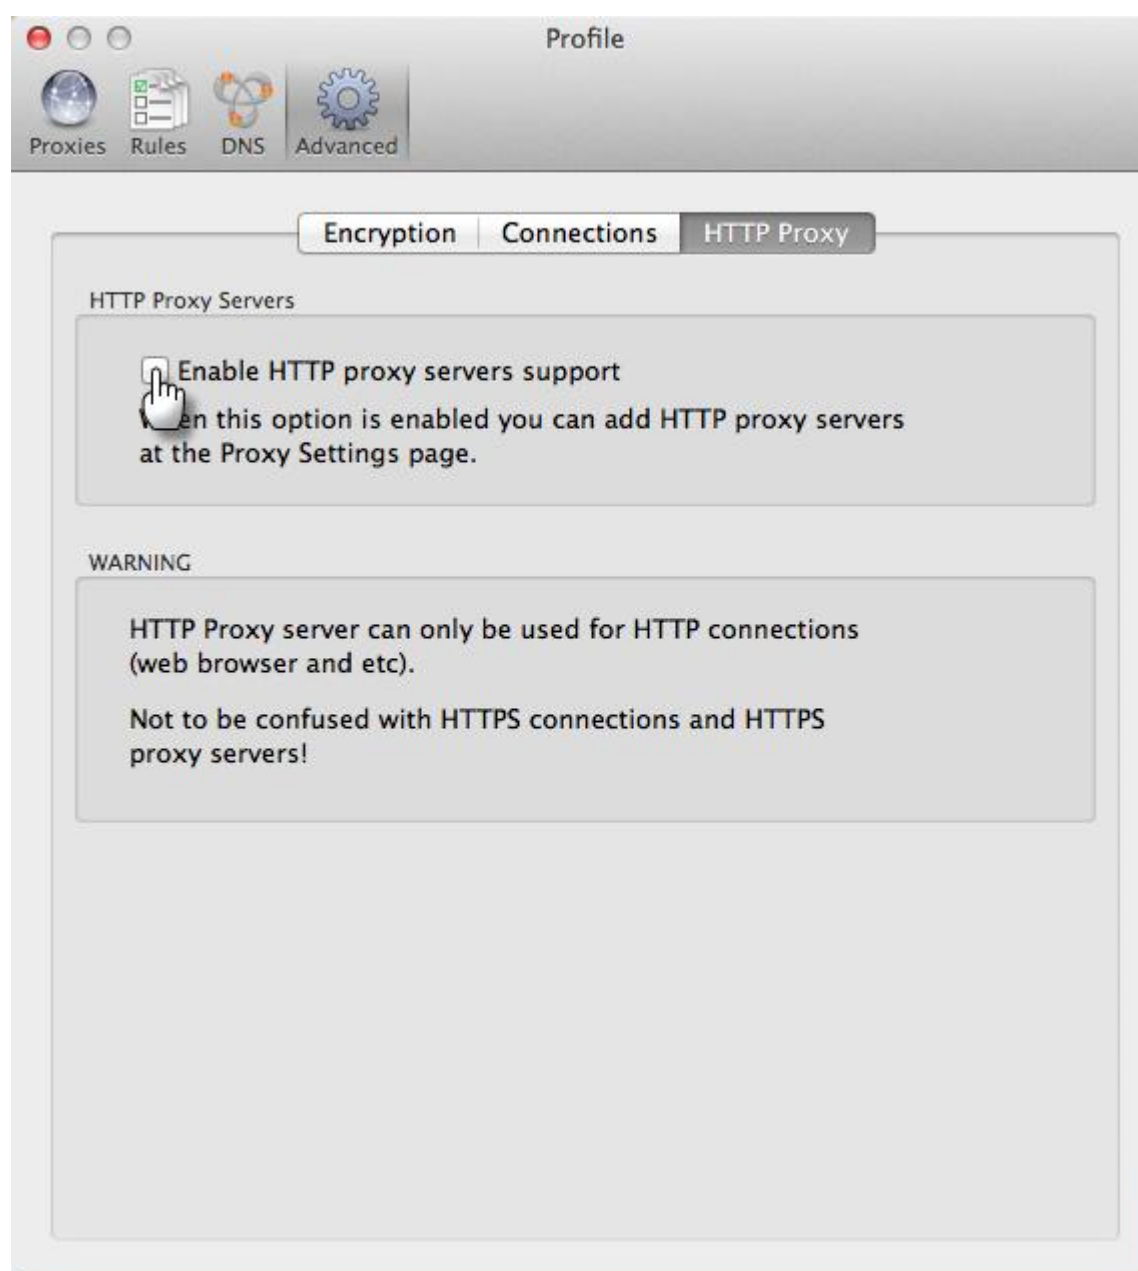 Profile
Proxies Rules DNS Advanced
Encryption Connections HTTP Proxy
HTTP Proxy Servers
Enable HTTP proxy servers support
this option is enabled you can add HTTP proxy servers
at the Proxy Settings page.
WARNING
HTTP Proxy server can only be used for HTTP connections
(web browser and etc).
Not to be confused with HTTPS connections and HTTPS
proxy servers!